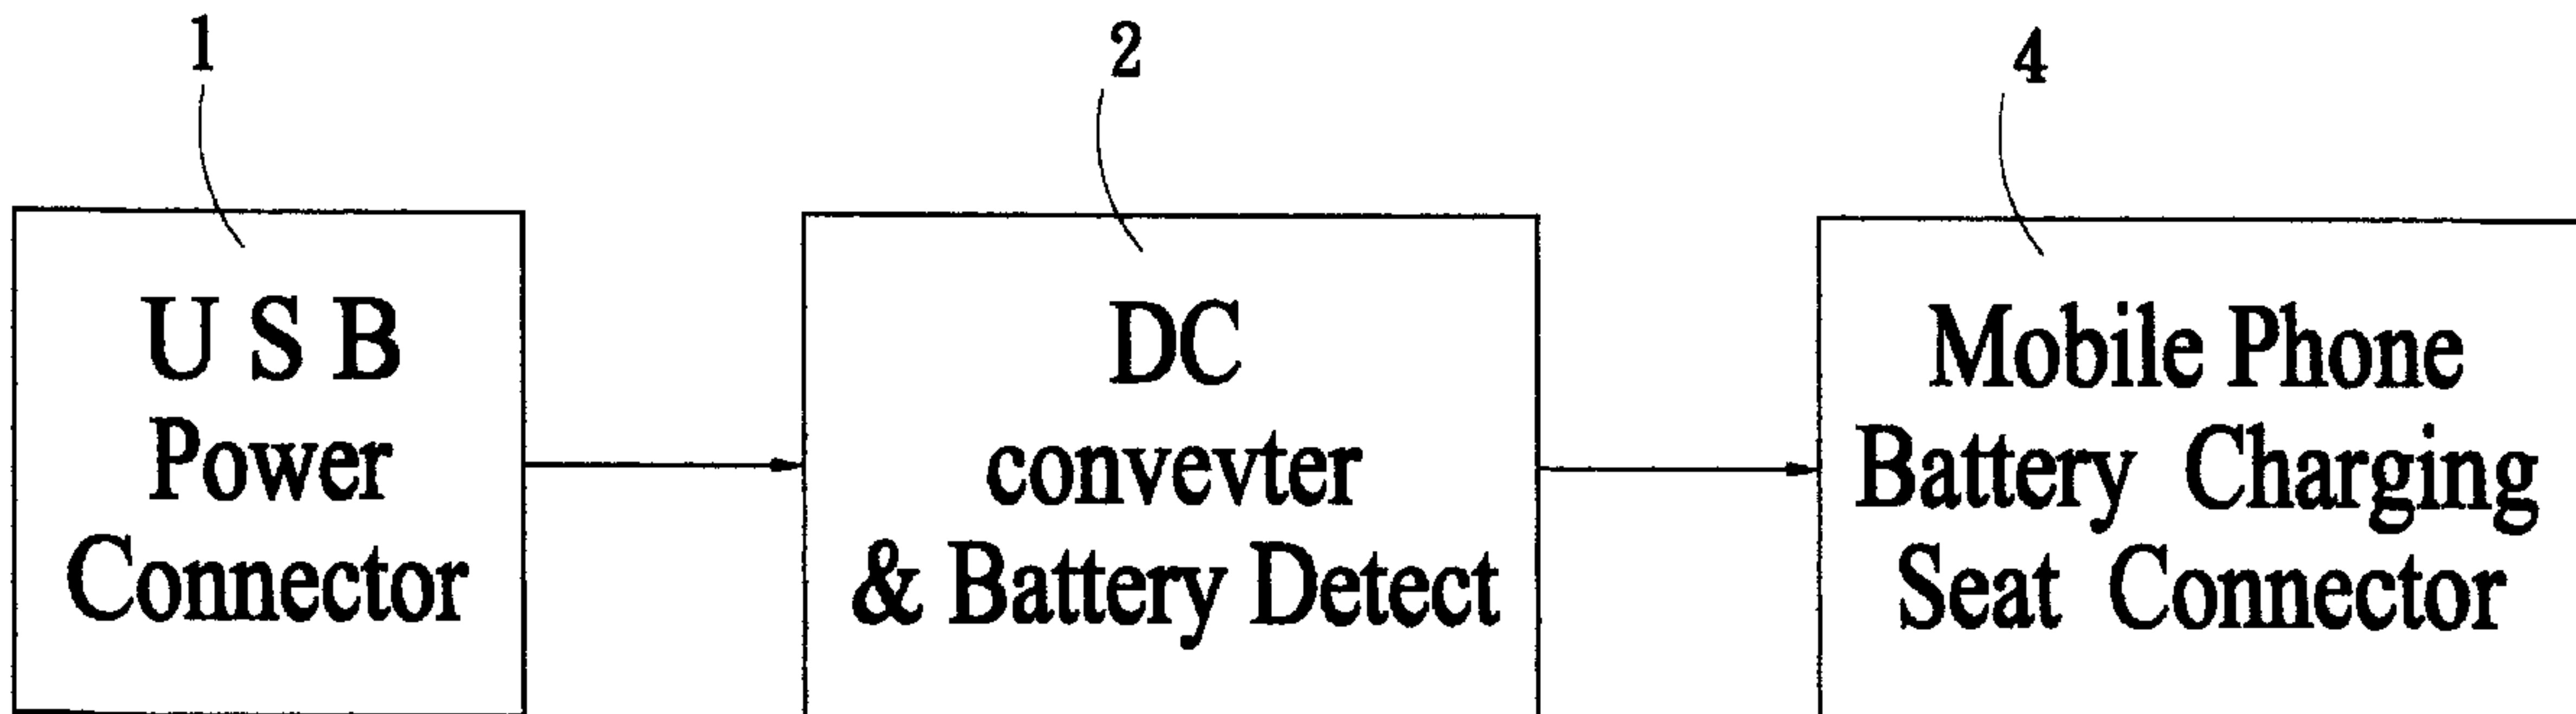 1
2
4
U S B
Power
Connector
DC
convevter
& Battery Detect
Mobile Phone
Battery Charging
Seat Connector